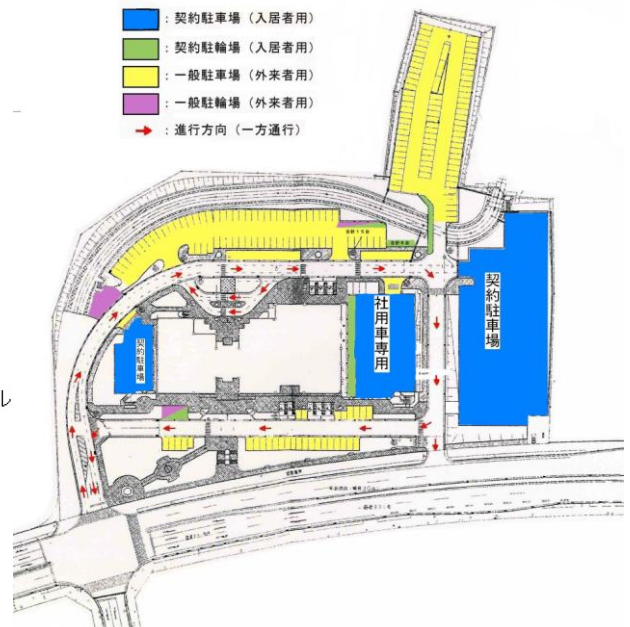 ：契約駐車場（入居者用）
：契約駐輪場（入居者用）
：一般駐車場（外来者用）
：一般駐輪場（外来者用）
：進行方向（一方通行）
契約駐車場
社用車専用
契約駐車場
ル